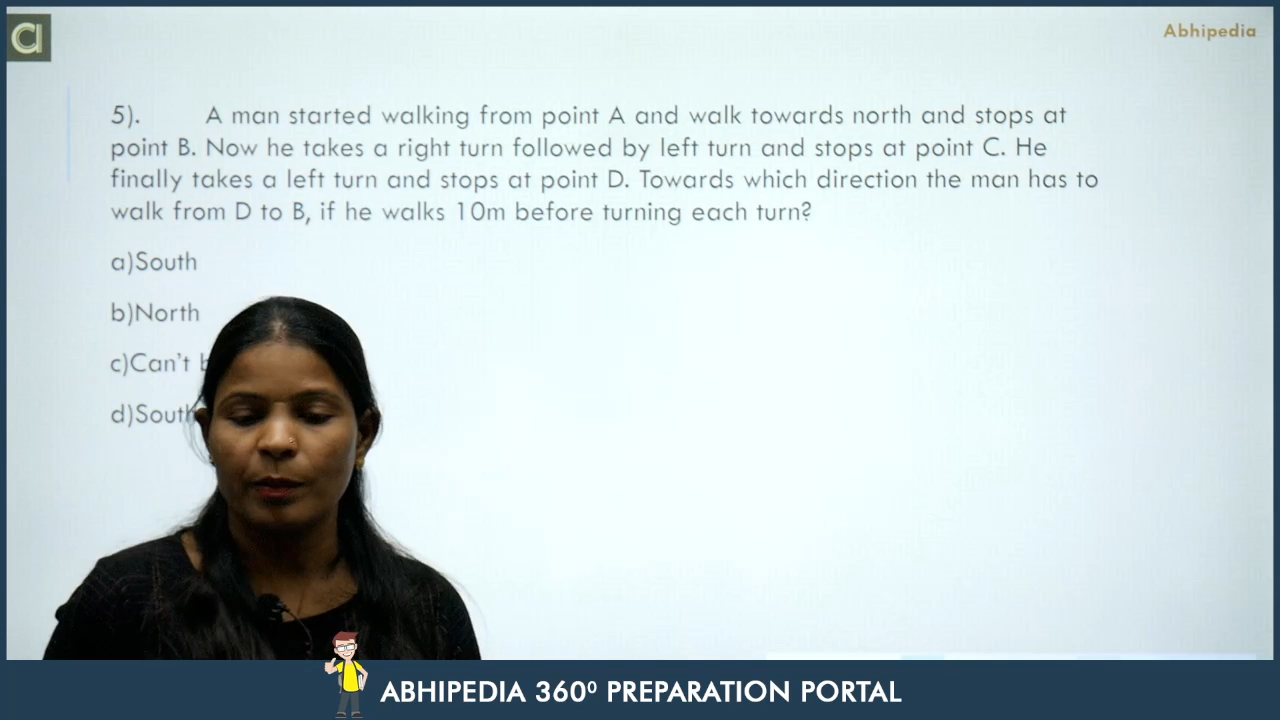 Abhipedia
5). A man started walking from point A and walk towards north and stops at
point B. Now he takes a right turn followed by left turn and stops at point C. He
finally takes a left turn and stops at point D. Towards which direction the man has to
walk from D to B, if he walks 10m before turning each turn?
a)South
b)North
c)Can't
d)South
ABHIPEDIA 360⁰ PREPARATION PORTAL